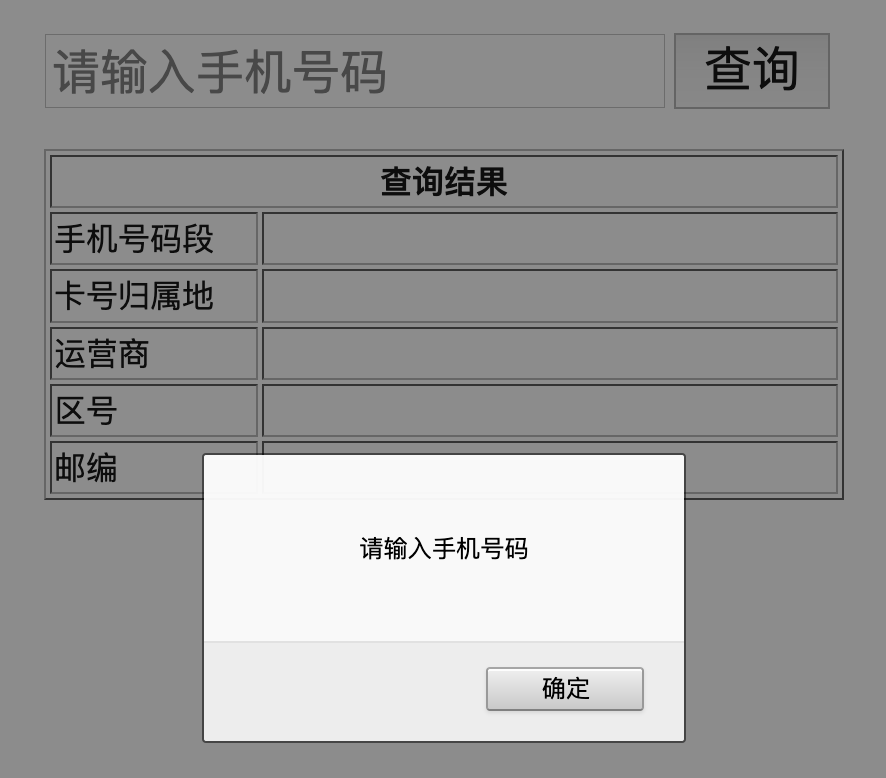 请输入手机号码
查询
查询结果
手机号码段
卡号归属地
运营商
区号
邮编
请输入手机号码
确定